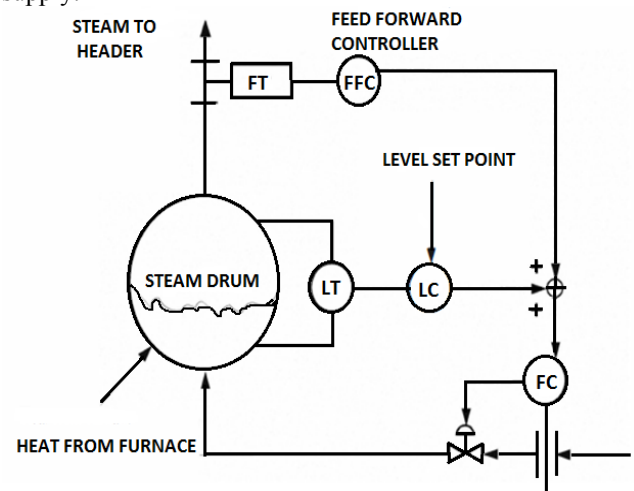 supply.
STEAM TO
HEADER
FEED FORWARD
CONTROLLER
FT
FFC
LEVEL SET POINT
STEAM DRUM
LT
LC
+
+
FC
HEAT FROM FURNACE